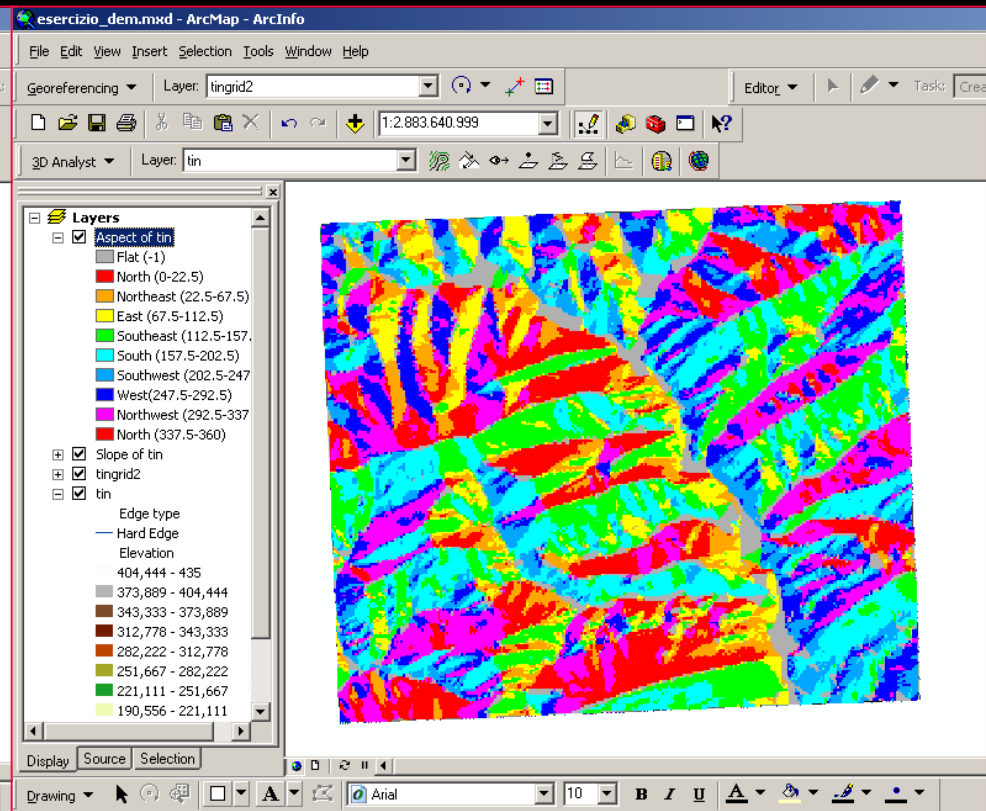 esercizio_dem.mxd - ArcMap - ArcInfo
File Edit View Insert Selection Tools Window Help
Georeferencing Layer: tingrid2 Editor Task: Crea
1:2.883.640.999
3D Analyst Layer: tin
Layers
Aspect of tin
Flat (-1)
North (0-22.5)
Northeast (22.5-67.5)
East (67.5-112.5)
Southeast (112.5-157.
South (157.5-202.5)
Southwest (202.5-247
West(247.5-292.5)
Northwest (292.5-337
North (337.5-360)
Slope of tin
tingrid2
tin
Edge type
Hard Edge
Elevation
404,444 - 435
373,889 - 404,444
343,333 - 373,889
312,778 - 343,333
282,222 - 312,778
251,667 - 282,222
221,111 - 251,667
190,556 - 221,111
Display Source Selection
Drawing A Arial 10 B I U A